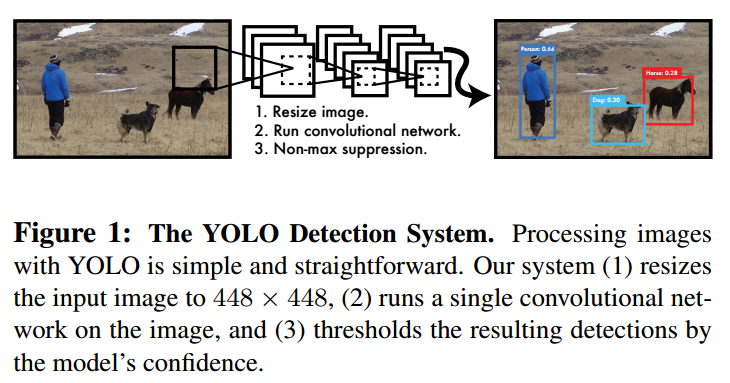 Person: 0.64
Horse: 0.28
Dog: 0.30
1. Resize image.
2. Run convolutional network.
3. Non-max suppression.
Figure 1: The YOLO Detection System. Processing images
with YOLO is simple and straightforward. Our system (1) resizes
the input image to 448 × 448, (2) runs a single convolutional net-
work on the image, and (3) thresholds the resulting detections by
the model's confidence.